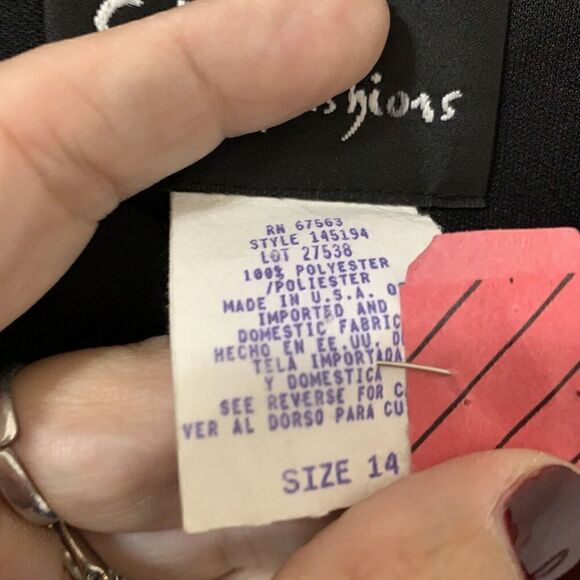 RN 67563
STYLE 145194
LOT 27538
100% POLYESTER
/POLIESTER
MADE IN U.S.A.
IMPORTED AND
DOMESTIC FABRIC
HECHO EN EE.UU.
TELA IMPORTADA
Y DOMESTICA
SEE REVERSE FOR
VER AL DORSO PARA
SIZE 14